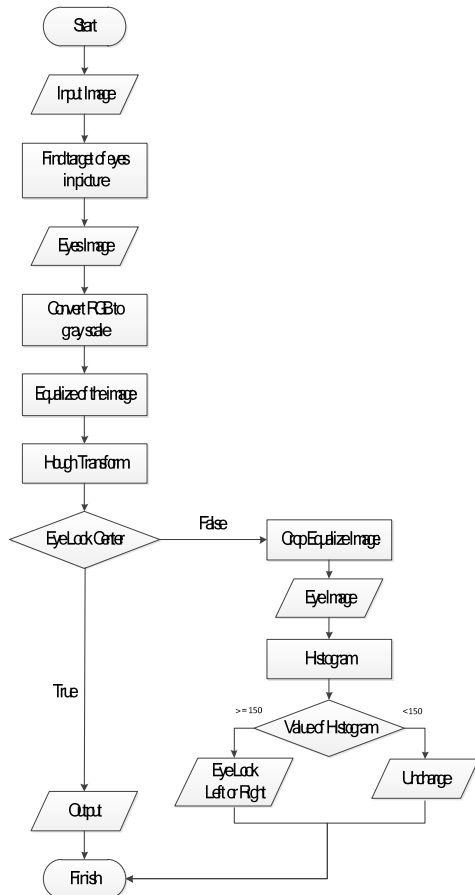 Start
Input Image
Find target of eyes
in picture
Eyes Image
Convert RGB to
gray scale
Equalize of the image
Hough Transform
Eye Look Center
False
Crop Equalize Image
Eye Image
Histogram
True
>= 150
<150
Value of Histogram
Eye Look
Left or Right
Unchange
Output
Finish